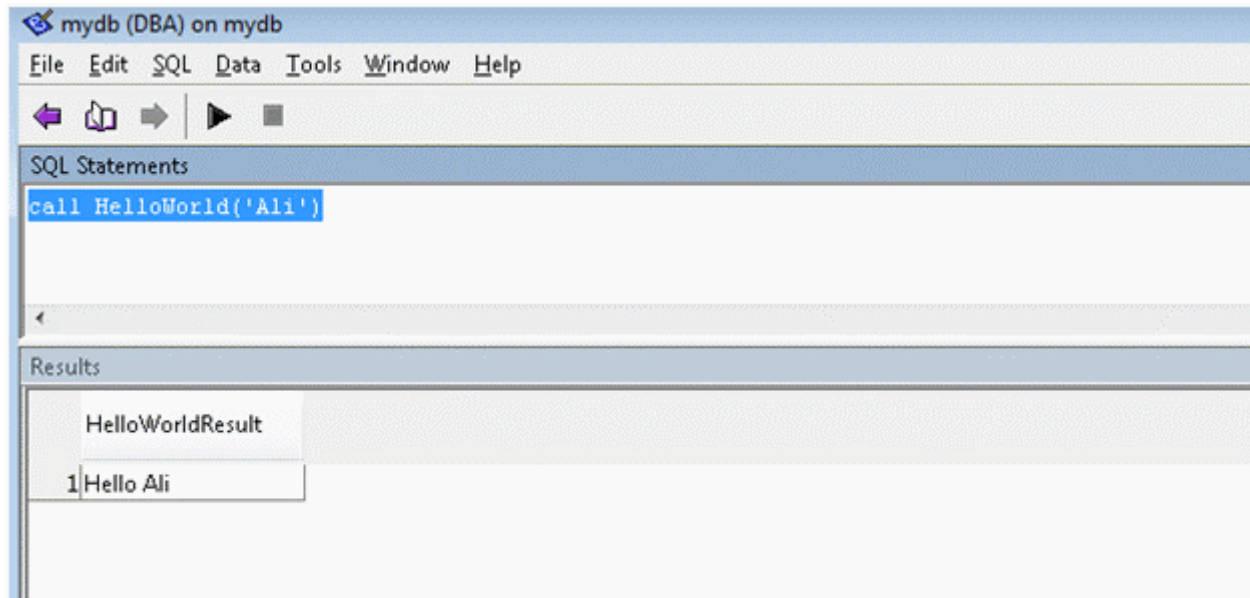 mydb (DBA) on mydb
File Edit SQL Data Tools Window Help
SQL Statements
call HelloWorld('Ali')
Results
HelloWorldResult
1 Hello Ali